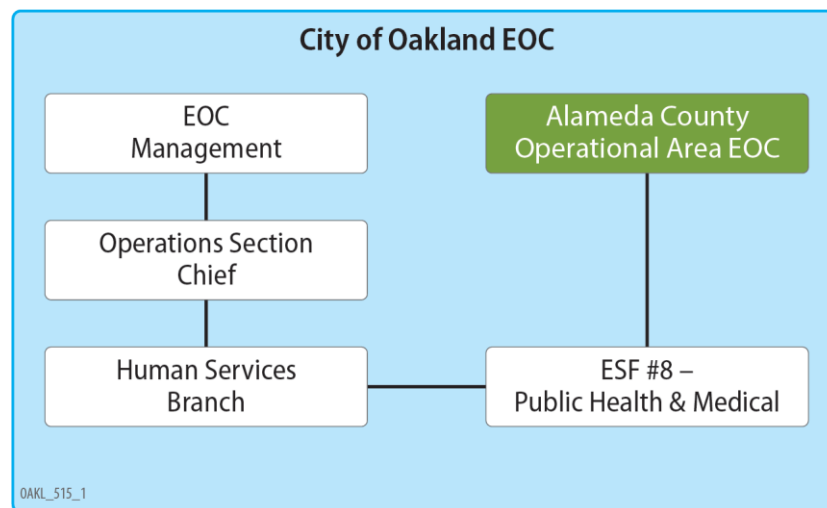 City of Oakland EOC
EOC
Management
Alameda County
Operational Area EOC
Operations Section
Chief
Human Services
Branch
ESF #8 –
Public Health & Medical
OAKL_515_1